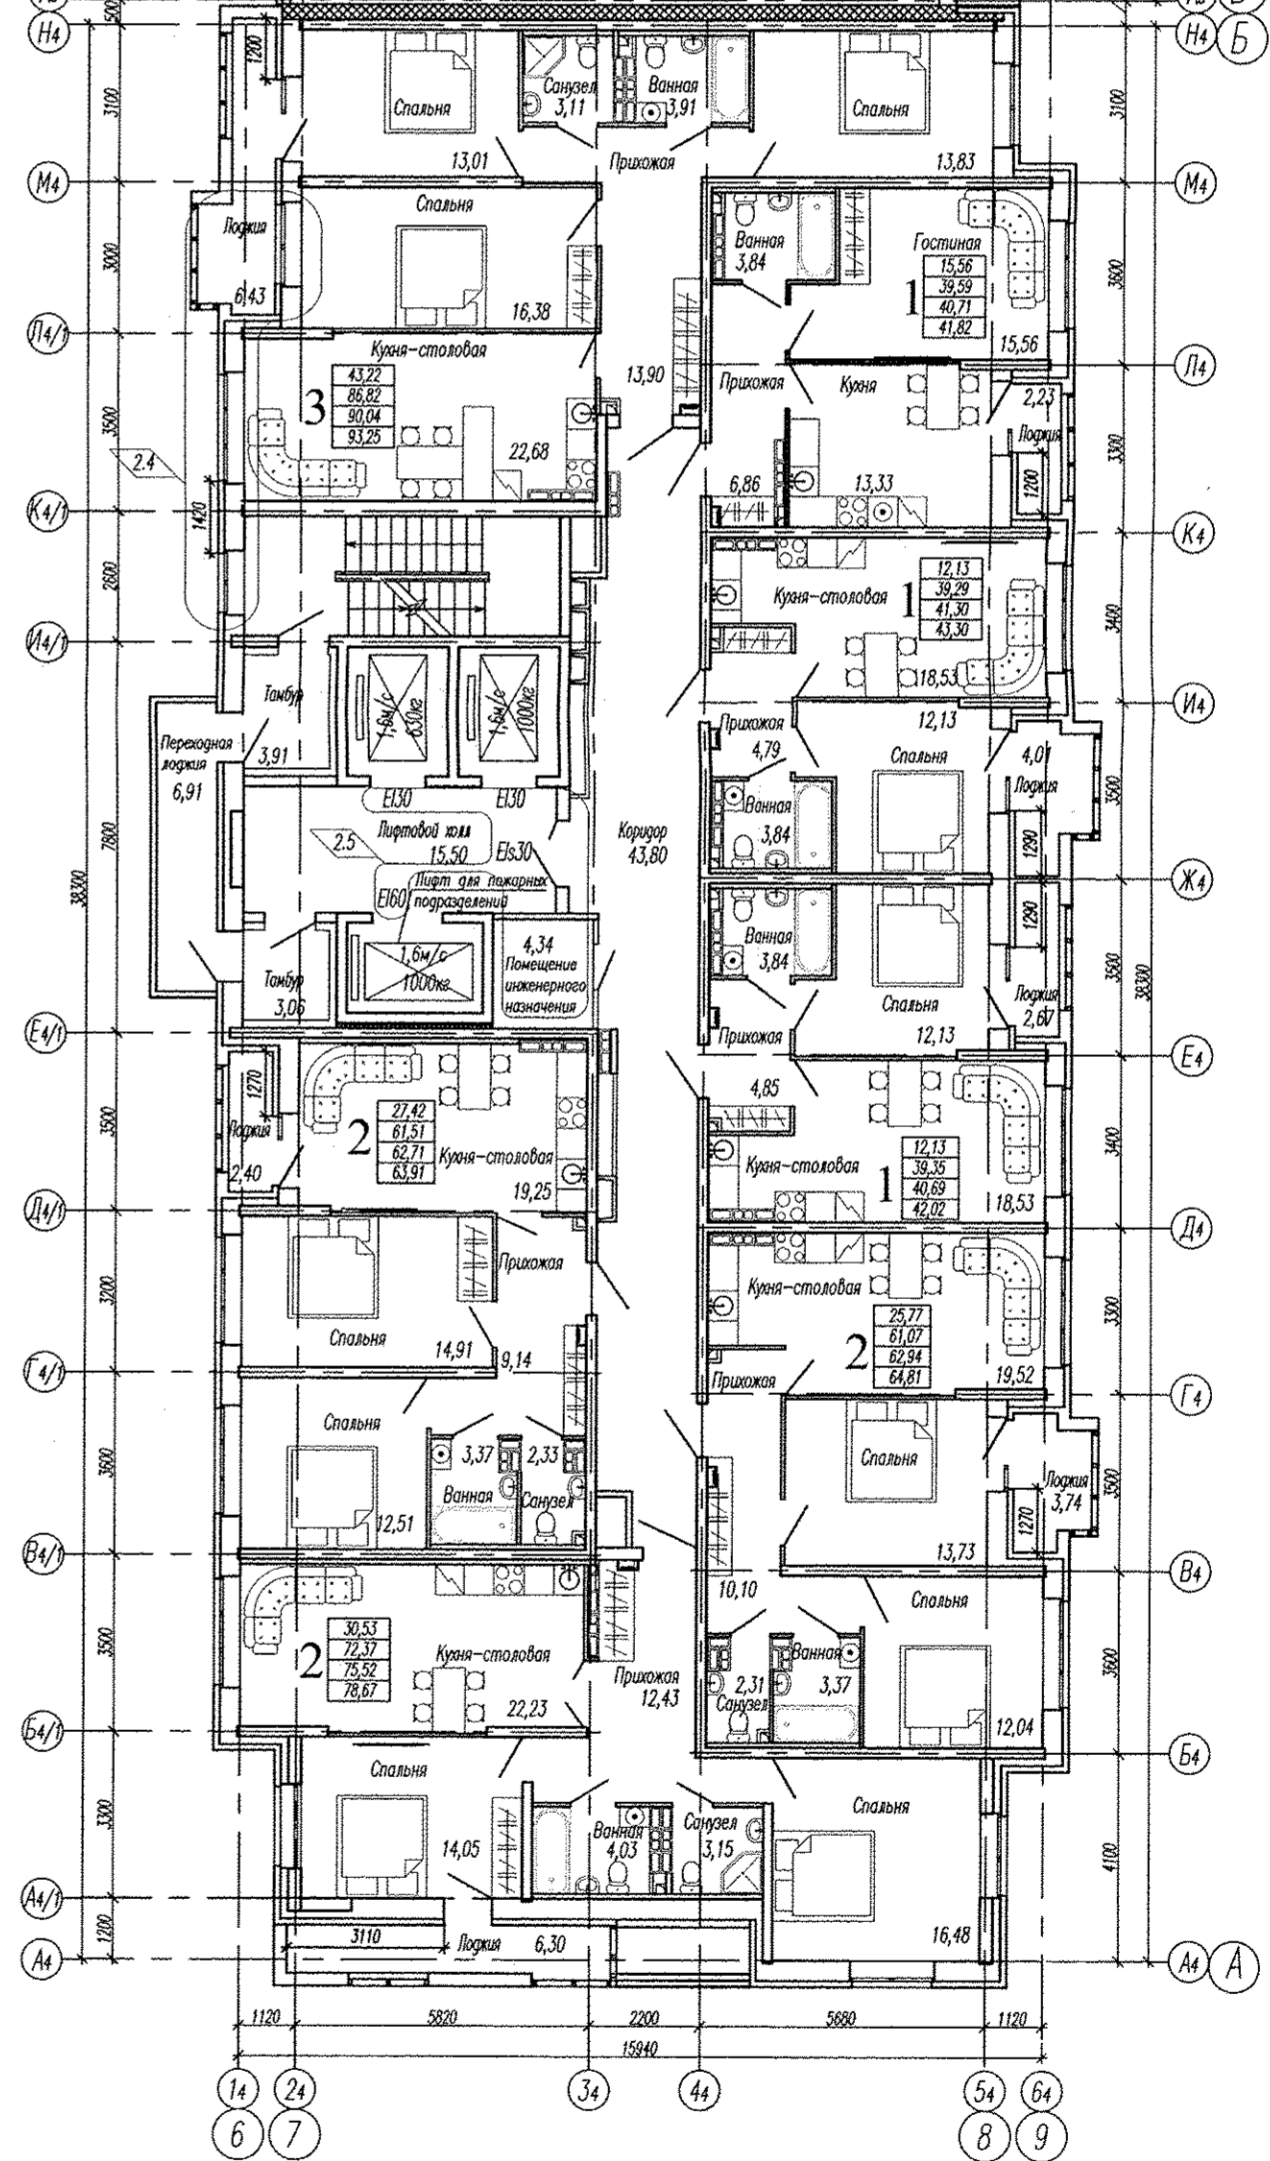 Н4
Н4
Б
500
1200
3100
3100
Спальня
Санузел
3,11
Ванная
3,91
Спальня
13,01
Прихожая
13,83
М4
М4
Спальня
Лоджия
6,43
16,38
3000
Ванная
3,84
Гостиная
1
15,56
39,59
40,71
41,82
15,56
3600
Л4/1
Л4
Кухня-столовая
3
43,22
86,82
90,04
93,25
22,68
13,90
3500
2.4
1420
Прихожая
Кухня
2,23
Лоджия
1200
6,86
13,33
3300
К4/1
К4
2600
Кухня-столовая
1
12,13
39,29
41,30
43,30
18,53
3400
И4/1
И4
Тамбур
3,91
1,6м/с
630кг
1,6м/с
1000кг
Переходная
лоджия
6,91
EI30
EI30
Прихожая
4,79
12,13
Спальня
4,01
Лоджия
1290
3500
Ванная
3,84
2.5
Лифтовой холл
15,50
EIs30
Коридор
43,80
7800
38300
Лифт для пожарных
подразделений
EI60
Ж4
1290
Ванная
3,84
Спальня
12,13
Лоджия
2,67
3500
38300
1,6м/с
1000кг
4,34
Помещение
инженерного
назначения
Тамбур
3,06
Прихожая
Е4/1
Е4
1270
Лоджия
2,40
2
27,42
61,51
62,71
63,91
Кухня-столовая
19,25
3500
4,85
Кухня-столовая
1
12,13
39,35
40,69
42,02
18,53
3400
Д4/1
Д4
Прихожая
Спальня
14,91
9,14
3200
Кухня-столовая
2
25,77
61,07
62,94
64,81
19,52
3300
Прихожая
Г4/1
Г4
Спальня
3,37
Ванная
2,33
Санузел
12,51
3600
Спальня
13,73
Лоджия
3,74
1270
3500
В4/1
В4
2
30,53
72,37
75,52
78,67
Кухня-столовая
22,23
3500
10,10
Спальня
Ванная
3,37
2,31
Санузел
12,04
3600
Прихожая
12,43
Б4/1
Б4
Спальня
14,05
3300
Ванная
4,03
Санузел
3,15
Спальня
16,48
4100
А4/1
1200
3110
Лоджия
6,30
А4
А4
А
1120
5820
2200
5680
1120
15940
14
24
34
44
54
64
6
7
8
9